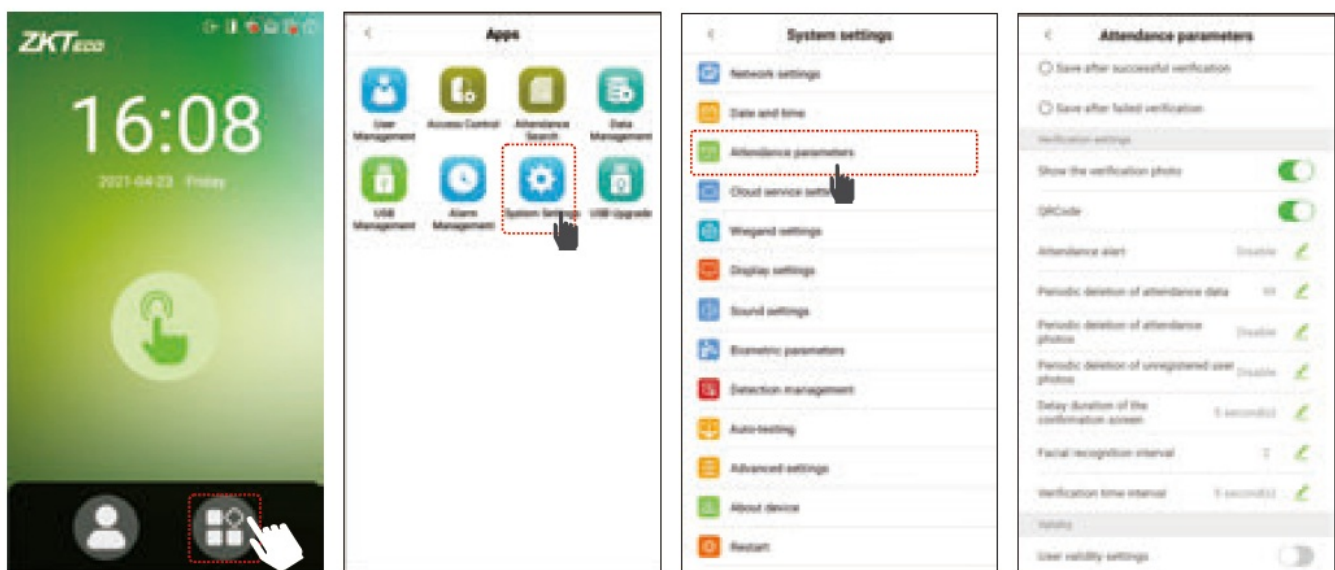 ZKTeco
16:08
2021-04-23 Friday
Apps
User
Management
Access Control
Attendance
Search
Data
Management
USB
Management
Alarm
Management
System Settings
USB Upgrade
System settings
Network settings
Date and time
Attendance parameters
Cloud service
Wiegand settings
Display settings
Sound settings
Biometric parameters
Detection management
Auto-testing
Advanced settings
About device
Restart
Attendance parameters
Save after successful verification
Save after failed verification
Verification settings
Show the verification photo
QRCode
Attendance alert Disable
Periodic deletion of attendance data
Periodic deletion of attendance
photos Disable
Periodic deletion of unregistered user
photos Disable
Delay duration of the
confirmation screen 5 second(s)
Facial recognition interval
Verification time interval second(s)
Validity
User validity settings